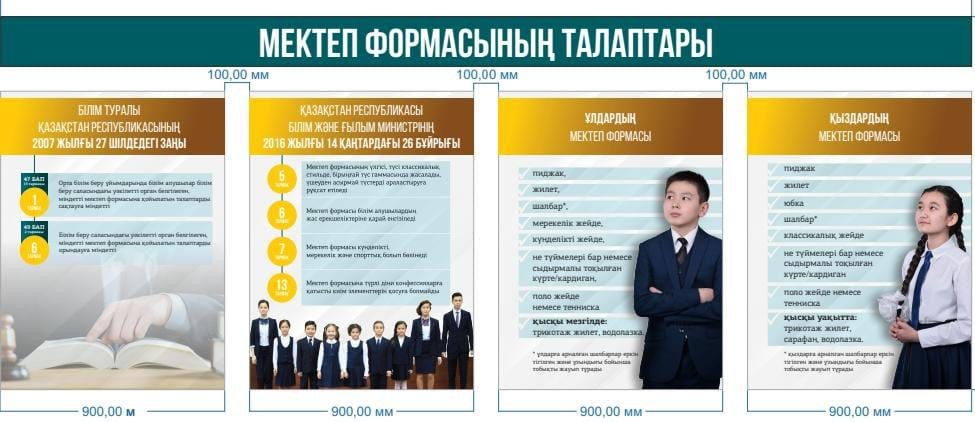 МЕКТЕП ФОРМАСЫНЫҢ ТАЛАПТАРЫ
100,00 мм
100,00 мм
100,00 мм
БІЛІМ ТУРАЛЫ
ҚАЗАҚСТАН РЕСПУБЛИКАСЫНЫҢ
2007 ЖЫЛҒЫ 27 ШІЛДЕДЕГІ ЗАҢЫ
47 БАП
1
ТАРМАҚ
Орта білім беру ұйымдарында білім алушылар білім
беру саласындағы уәкілетті орган белгілеген,
міндетті мектеп формасына қойылатын талаптарды
сақтауға міндетті
49 БАП
6
ТАРМАҚ
Білім беру саласындағы уәкілетті орган белгілеген,
міндетті мектеп формасына қойылатын талаптарды
орындауға міндетті
900,00 м
ҚАЗАҚСТАН РЕСПУБЛИКАСЫ
БІЛІМ ЖӘНЕ ҒЫЛЫМ МИНИСТРІНІҢ
2016 ЖЫЛҒЫ 14 ҚАҢТАРДАҒЫ 26 БҰЙРЫҒЫ
5
ТАРМАҚ
Мектеп формасының үлгісі, түсі классикалық
стильде, бірыңғай түс гаммасында жасалады,
үшеуден асырмай түстерді араластыруға
рұқсат етіледі
6
ТАРМАҚ
Мектеп формасы білім алушылардың
жас ерекшеліктеріне қарай енгізіледі
7
ТАРМАҚ
Мектеп формасы күнделікті,
мерекелік және спорттық болып бөлінеді
13
ТАРМАҚ
Мектеп формасына түрлі діни конфессияларға
қатысты киім элементтерін қосуға болмайды
900,00 мм
ҰЛДАРДЫҢ
МЕКТЕП ФОРМАСЫ
пиджак,
жилет,
шалбар*,
мерекелік жейде,
күнделікті жейде,
не түймелері бар немесе
сыдырмалы тоқылған
күрте/кардиган,
поло жейде немесе
тенниска
қысқы мезгілде:
трикотаж жилет, водолазка.
* ұлдарға арналған шалбарлар еркін
тігілген және ұзындығы бойынша
тобықты жауып тұрады
900,00 мм
ҚЫЗДАРДЫҢ
МЕКТЕП ФОРМАСЫ
пиджак
жилет
юбка
шалбар*
классикалық жейде
не түймелері бар немесе
сыдырмалы тоқылған
күрте/кардиган
поло жейде немесе
тенниска
қысқы уақытта:
трикотаж жилет,
сарафан, водолазка.
* қыздарға арналған шалбарлар еркін
тігілген және ұзындығы бойынша
тобықты жауып тұрады
900,00 мм